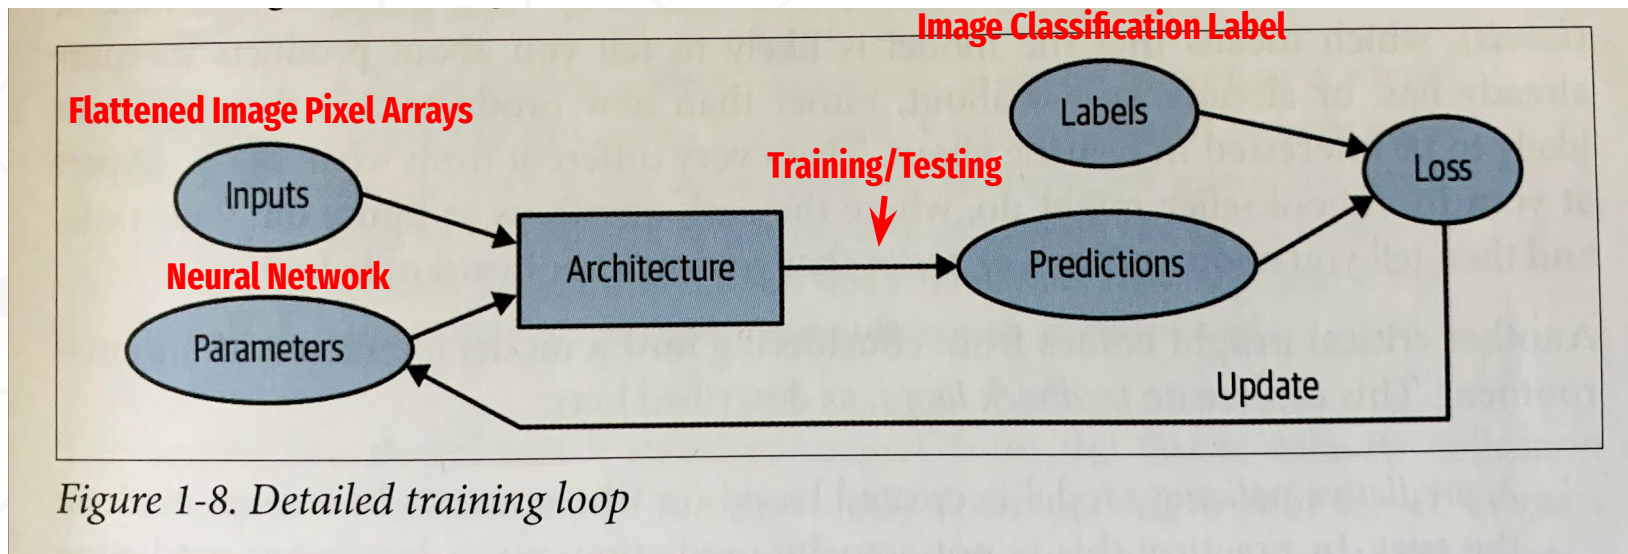 Image Classification Label
Flattened Image Pixel Arrays
Labels
Training/Testing
Loss
Inputs
Neural Network
Architecture
Predictions
Parameters
Update
Figure 1-8. Detailed training loop